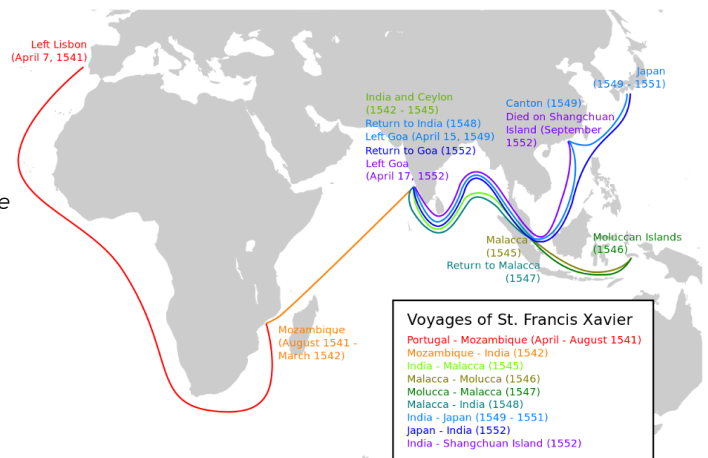 Left Lisbon
(April 7, 1541)
e
India and Ceylon
(1542 - 1545)
Return to India (1548)
Left Goa (April 15, 1549)
Return to Goa (1552)
Left Goa
(April 17, 1552)
Canton (1549)
Died on Shangchuan
Island (September
1552)
Japan
(1549 - 1551)
Malacca
(1545)
Return to Malacca
(1547)
Moluccan Islands
(1546)
Mozambique
(August 1541 -
March 1542)
Voyages of St. Francis Xavier
Portugal - Mozambique (April - August 1541)
Mozambique - India (1542)
India - Malacca (1545)
Malacca - Molucca (1546)
Molucca - Malacca (1547)
Malacca - India (1548)
India - Japan (1549 - 1551)
Japan - India (1552)
India - Shangchuan Island (1552)